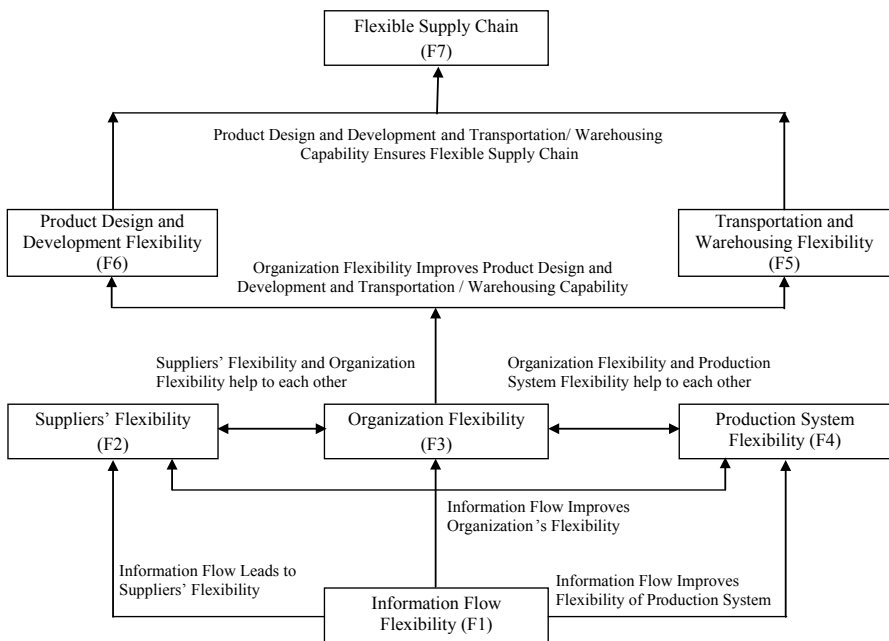 Flexible Supply Chain
(F7)
Product Design and Development and Transportation/ Warehousing
Capability Ensures Flexible Supply Chain
Product Design and
Development Flexibility
(F6)
Transportation and
Warehousing Flexibility
(F5)
Organization Flexibility Improves Product Design and
Development and Transportation / Warehousing Capability
Suppliers’ Flexibility and Organization
Flexibility help to each other
Organization Flexibility and Production
System Flexibility help to each other
Suppliers’ Flexibility
(F2)
Organization Flexibility
(F3)
Production System
Flexibility (F4)
Information Flow Improves
Organization’s Flexibility
Information Flow Leads to
Suppliers’ Flexibility
Information Flow Improves
Flexibility of Production System
Information Flow
Flexibility (F1)